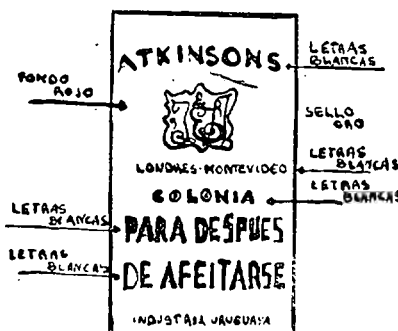 ATKINSONS
LETRAS
BLANCAS
FONDO
ROJO
SELLO
ORO
LONDRES-MONTEVIDEO
LETRAS
BLANCAS
COLONIA
LETRAS
BLANCAS
LETRAS
BLANCAS
PARA DESPUES
LETRAS
BLANCAS
DE AFEITARSE
INDUSTRIA URUGUAYA